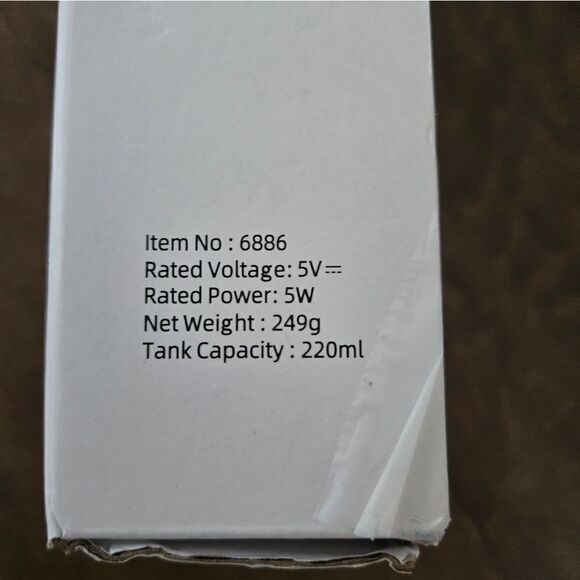 Item No : 6886
Rated Voltage: 5V⎓
Rated Power: 5W
Net Weight : 249g
Tank Capacity : 220ml